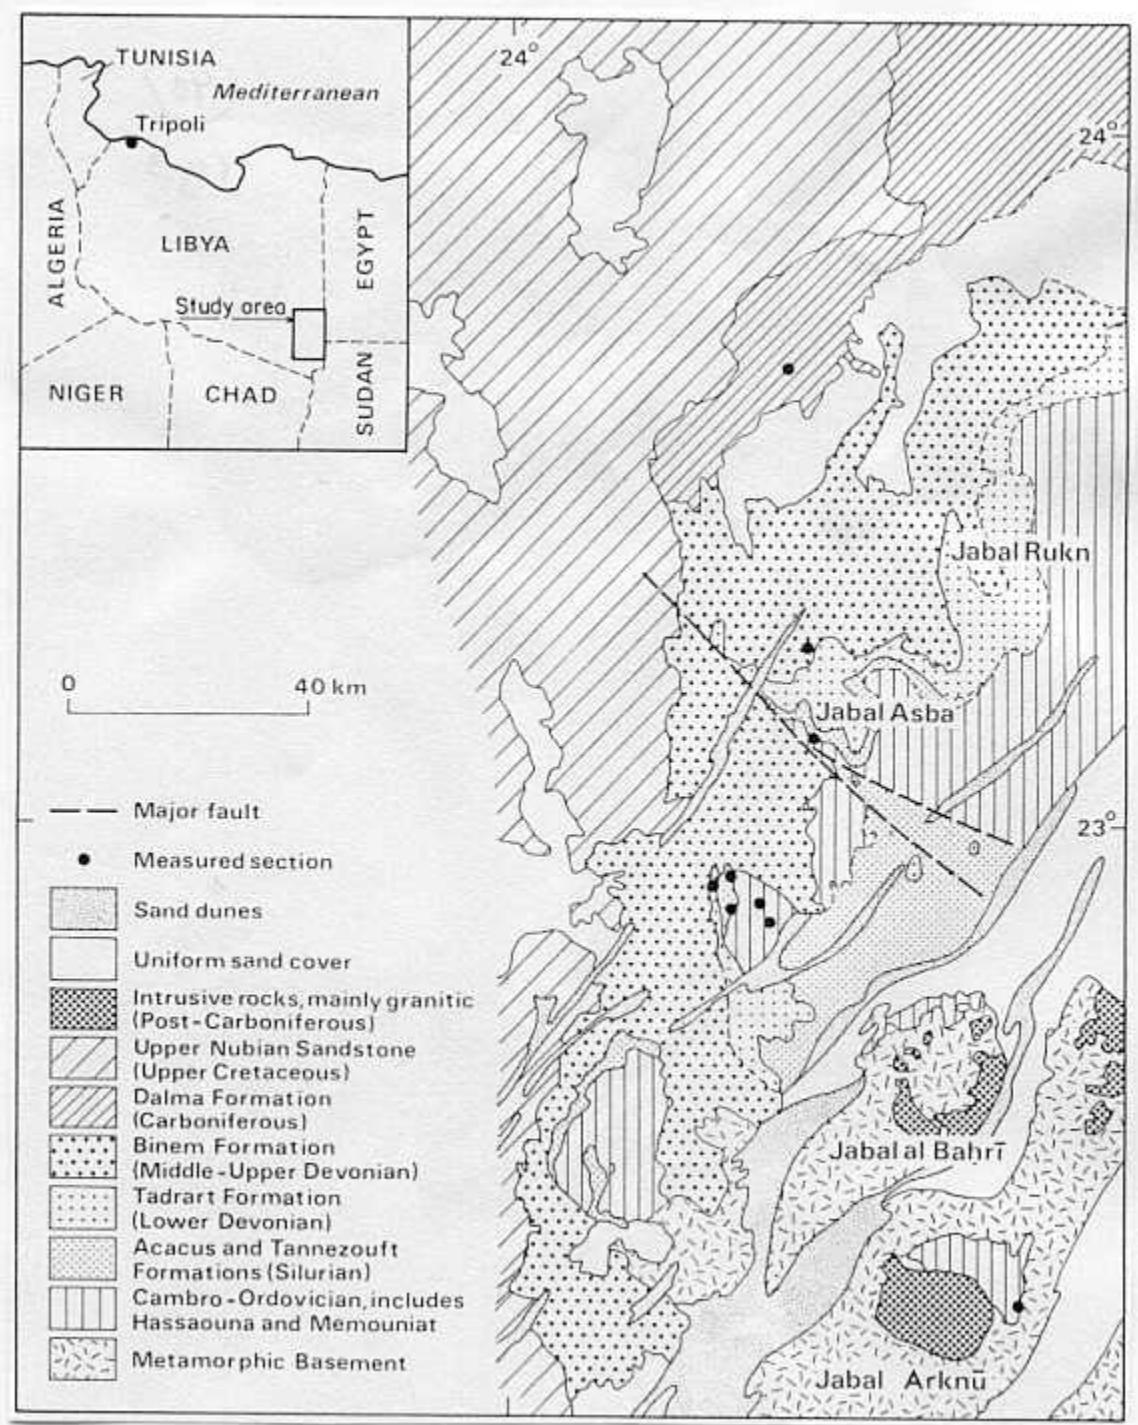 TUNISIA
Mediterranean
Tripoli
ALGERIA
LIBYA
EGYPT
Study area
NIGER
CHAD
SUDAN
24°
24°
Jabal Rukn
Jabal Asba
23°
Jabal al Baḥrī
Jabal Arknū
0 40 km
Major fault
Measured section
Sand dunes
Uniform sand cover
Intrusive rocks, mainly granitic
(Post-Carboniferous)
Upper Nubian Sandstone
(Upper Cretaceous)
Dalma Formation
(Carboniferous)
Binem Formation
(Middle-Upper Devonian)
Tadrart Formation
(Lower Devonian)
Acacus and Tannezouft
Formations (Silurian)
Cambro-Ordovician, includes
Hassaouna and Memouniat
Metamorphic Basement